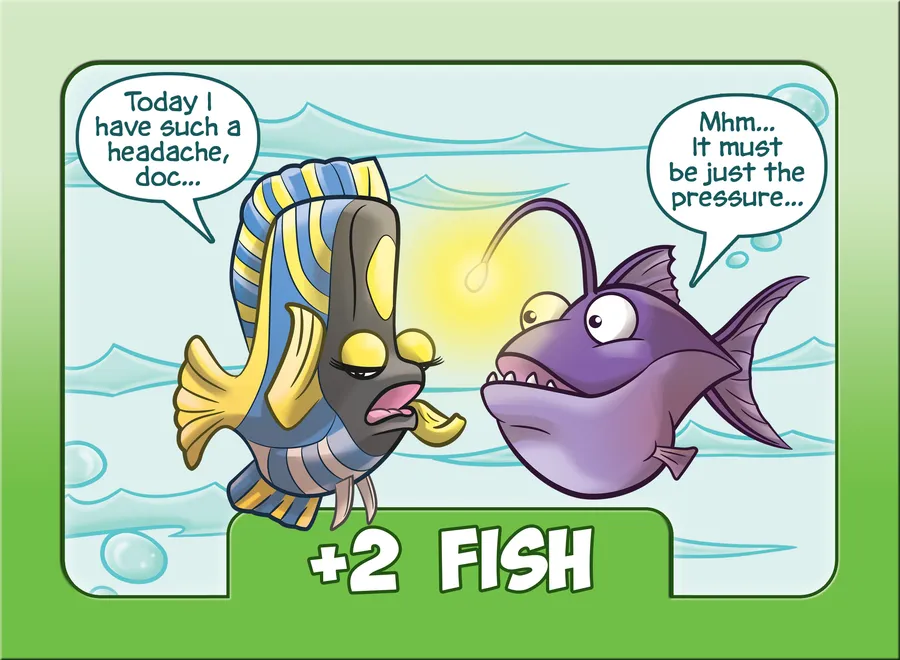 Today I
have such a
headache,
doc...
Mhm...
It must
be just the
pressure...
+2 FISH